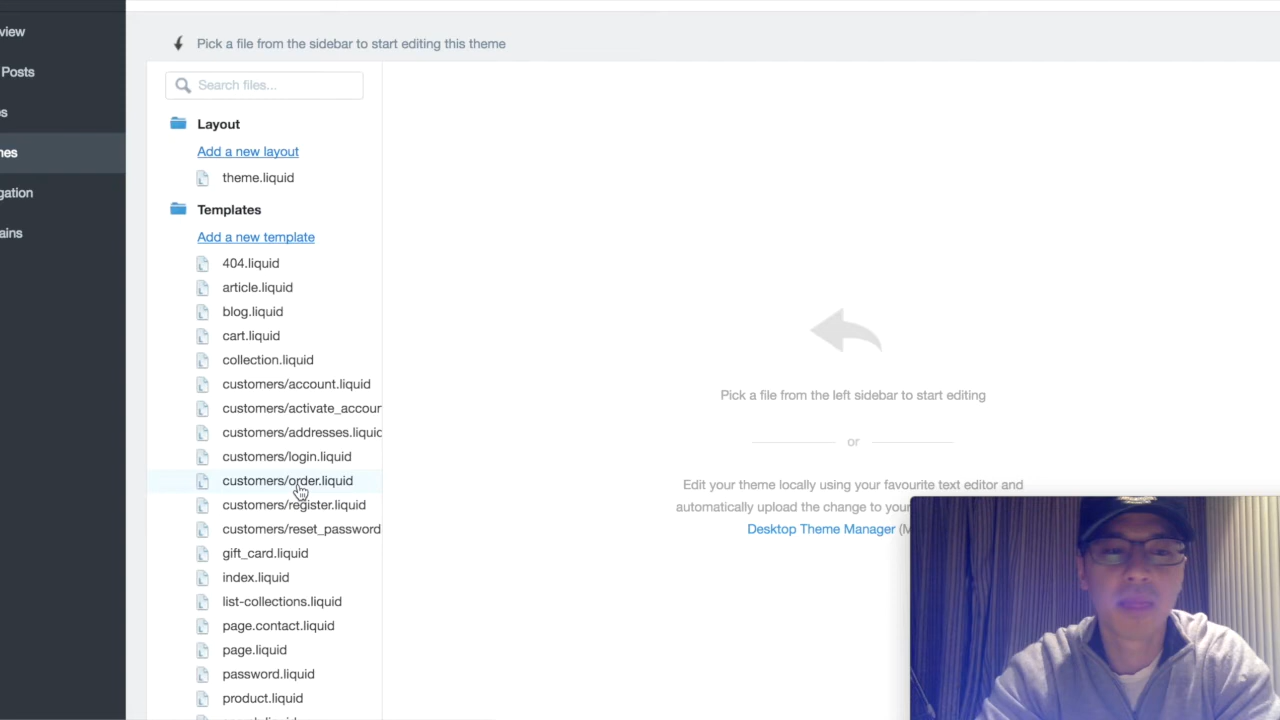 view
Posts
s
nes
gation
ains
Pick a file from the sidebar to start editing this theme
Search files...
Layout
Add a new layout
theme.liquid
Templates
Add a new template
404.liquid
article.liquid
blog.liquid
cart.liquid
collection.liquid
customers/account.liquid
customers/activate_accoun
customers/addresses.liquid
customers/login.liquid
customers/order.liquid
customers/register.liquid
customers/reset_password
gift_card.liquid
index.liquid
list-collections.liquid
page.contact.liquid
page.liquid
password.liquid
product.liquid
Pick a file from the left sidebar to start editing
or
Edit your theme locally using your favourite text editor and
automatically upload the change to your
Desktop Theme Manager (M